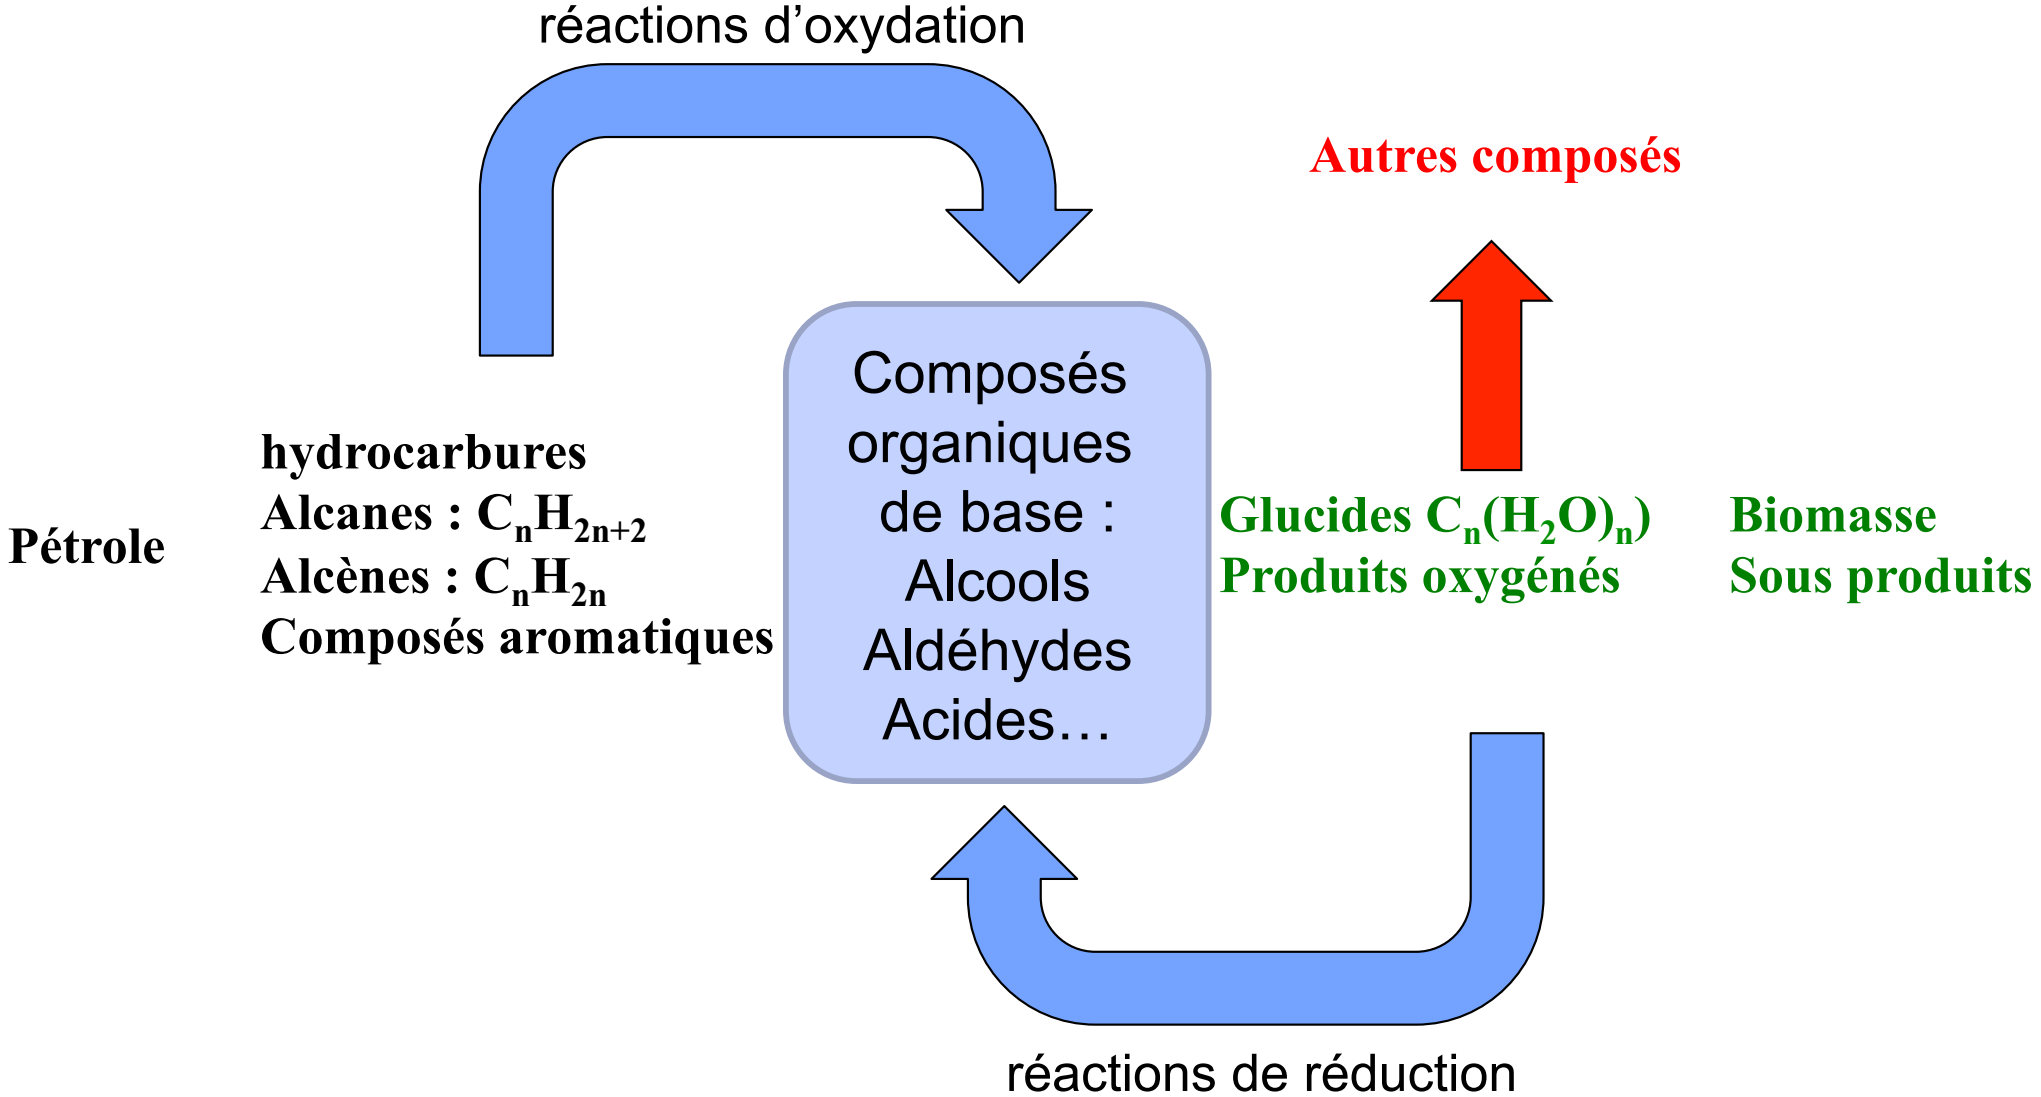 réactions d’oxydation
Autres composés
Pétrole
hydrocarbures
Alcanes : CₙH₂ₙ₊₂
Alcènes : CₙH₂ₙ
Composés aromatiques
Composés
organiques
de base :
Alcools
Aldéhydes
Acides…
Glucides Cₙ(H₂O)ₙ)
Produits oxygénés
Biomasse
Sous produits
réactions de réduction